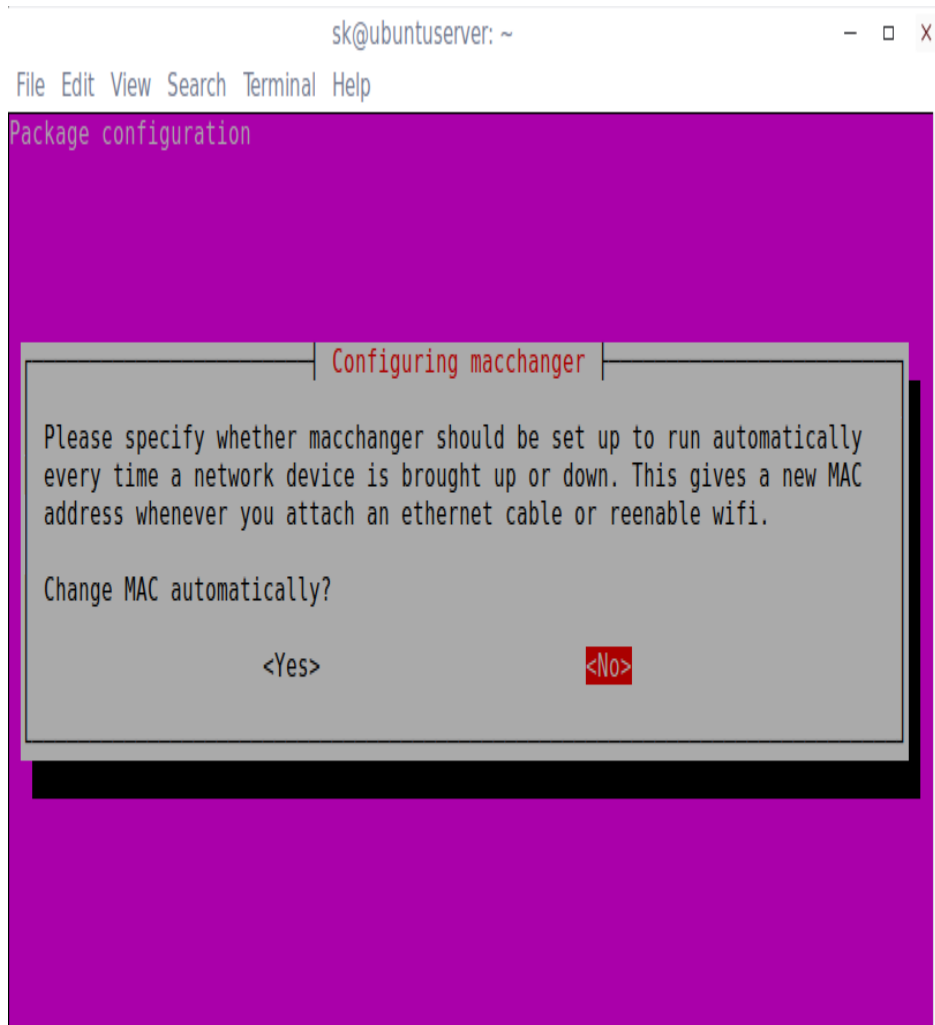 sk@ubuntuserver: ~
File Edit View Search Terminal Help
Package configuration
Configuring macchanger
Please specify whether macchanger should be set up to run automatically
every time a network device is brought up or down. This gives a new MAC
address whenever you attach an ethernet cable or reenable wifi.
Change MAC automatically?
<Yes> <No>